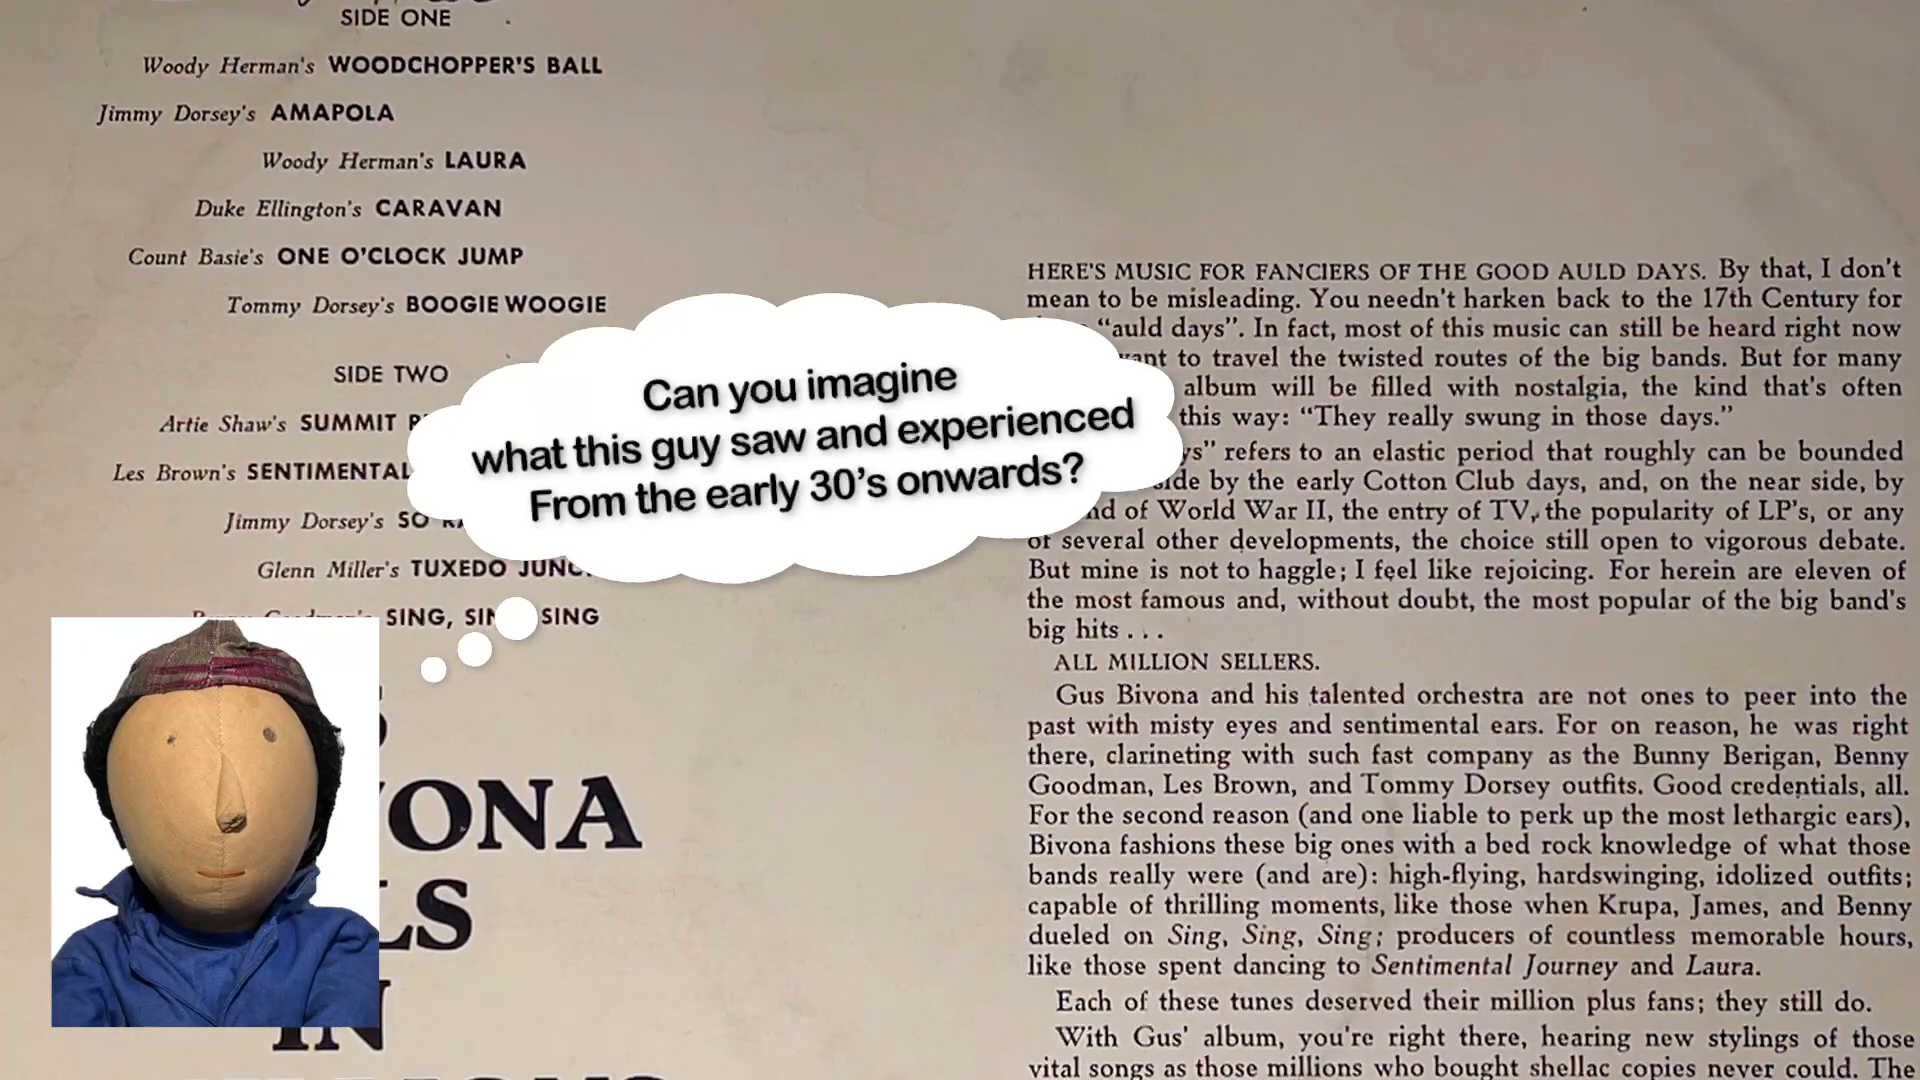 SIDE ONE
Woody Herman's WOODCHOPPER'S BALL
Jimmy Dorsey's AMAPOLA
Woody Herman's LAURA
Duke Ellington's CARAVAN
Count Basie's ONE O'CLOCK JUMP
Tommy Dorsey's BOOGIE WOOGIE
SIDE TWO
Artie Shaw's SUMMIT
Les Brown's SENTIMENTAL
Jimmy Dorsey's SO
Glenn Miller's TUXEDO
SING, SING
Can you imagine
what this guy saw and experienced
From the early 30's onwards?
HERE'S MUSIC FOR FANCIERS OF THE GOOD AULD DAYS. By that, I don't
mean to be misleading. You needn't harken back to the 17th Century for
"auld days". In fact, most of this music can still be heard right now
to travel the twisted routes of the big bands. But for many
album will be filled with nostalgia, the kind that's often
this way: "They really swung in those days."
refers to an elastic period that roughly can be bounded
by the early Cotton Club days, and, on the near side, by
of World War II, the entry of TV, the popularity of LP's, or any
of several other developments, the choice still open to vigorous debate.
But mine is not to haggle; I feel like rejoicing. For herein are eleven of
the most famous and, without doubt, the most popular of the big band's
big hits . . .
ALL MILLION SELLERS.
Gus Bivona and his talented orchestra are not ones to peer into the
past with misty eyes and sentimental ears. For on reason, he was right
there, clarineting with such fast company as the Bunny Berigan, Benny
Goodman, Les Brown, and Tommy Dorsey outfits. Good credentials, all.
For the second reason (and one liable to perk up the most lethargic ears),
Bivona fashions these big ones with a bed rock knowledge of what those
bands really were (and are): high-flying, hardswinging, idolized outfits;
capable of thrilling moments, like those when Krupa, James, and Benny
dueled on Sing, Sing, Sing; producers of countless memorable hours,
like those spent dancing to Sentimental Journey and Laura.
Each of these tunes deserved their million plus fans; they still do.
With Gus' album, you're right there, hearing new stylings of those
vital songs as those millions who bought shellac copies never could. The
ONA
LS
IN